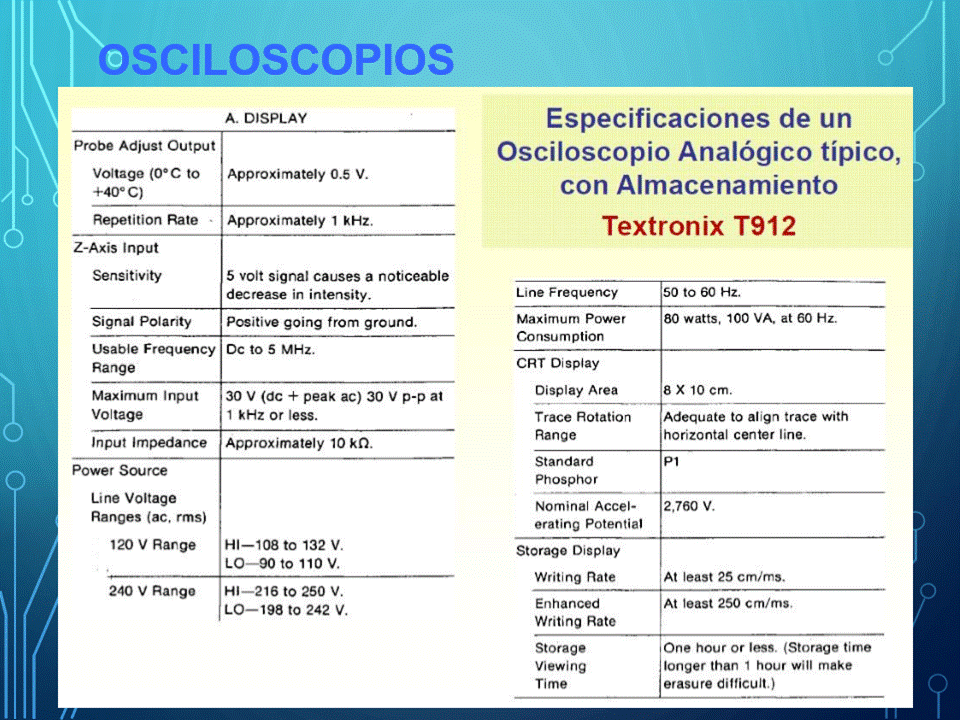 OSCILOSCOPIOS
A. DISPLAY
Probe Adjust Output
Voltage (0°C to Approximately 0.5 V.
+40°C)
Repetition Rate Approximately 1 kHz.
Z-Axis Input
Sensitivity 5 volt signal causes a noticeable
decrease in intensity.
Signal Polarity Positive going from ground.
Usable Frequency Dc to 5 MHz.
Range
Maximum Input 30 V (dc + peak ac) 30 V p-p at
Voltage 1 kHz or less.
Input Impedance Approximately 10 kΩ.
Power Source
Line Voltage
Ranges (ac, rms)
120 V Range HI—108 to 132 V.
LO—90 to 110 V.
240 V Range HI—216 to 250 V.
LO—198 to 242 V.
Especificaciones de un
Osciloscopio Analógico típico,
con Almacenamiento
Textronix T912
Line Frequency 50 to 60 Hz.
Maximum Power 80 watts, 100 VA, at 60 Hz.
Consumption
CRT Display
Display Area 8 X 10 cm.
Trace Rotation Adequate to align trace with
Range horizontal center line.
Standard P1
Phosphor
Nominal Accel- 2,760 V.
erating Potential
Storage Display
Writing Rate At least 25 cm/ms.
Enhanced At least 250 cm/ms.
Writing Rate
Storage One hour or less. (Storage time
Viewing longer than 1 hour will make
Time erasure difficult.)